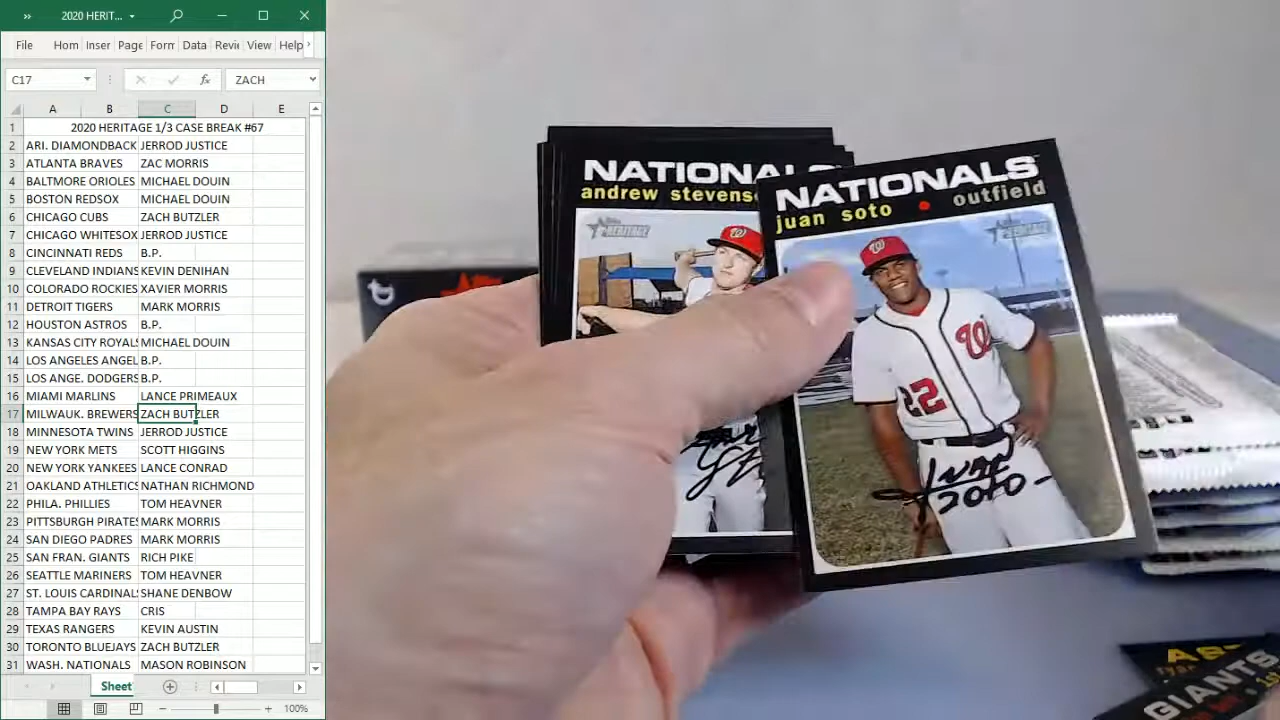 2020 HERIT...
File Hom Inser Page Form Data Revie View Help
C17 fx ZACH
A B C D E
1 2020 HERITAGE 1/3 CASE BREAK #67
2 ARI. DIAMONDBACK JERROD JUSTICE
3 ATLANTA BRAVES ZAC MORRIS
4 BALTMORE ORIOLES MICHAEL DOUIN
5 BOSTON REDSOX MICHAEL DOUIN
6 CHICAGO CUBS ZACH BUTZLER
7 CHICAGO WHITESOX JERROD JUSTICE
8 CINCINNATI REDS B.P.
9 CLEVELAND INDIANS KEVIN DENIHAN
10 COLORADO ROCKIES XAVIER MORRIS
11 DETROIT TIGERS MARK MORRIS
12 HOUSTON ASTROS B.P.
13 KANSAS CITY ROYALS MICHAEL DOUIN
14 LOS ANGELES ANGEL B.P.
15 LOS ANGE. DODGERS B.P.
16 MIAMI MARLINS LANCE PRIMEAUX
17 MILWAUK. BREWERS ZACH BUTZLER
18 MINNESOTA TWINS JERROD JUSTICE
19 NEW YORK METS SCOTT HIGGINS
20 NEW YORK YANKEES LANCE CONRAD
21 OAKLAND ATHLETICS NATHAN RICHMOND
22 PHILA. PHILLIES TOM HEAVNER
23 PITTSBURGH PIRATES MARK MORRIS
24 SAN DIEGO PADRES MARK MORRIS
25 SAN FRAN. GIANTS RICH PIKE
26 SEATTLE MARINERS TOM HEAVNER
27 ST. LOUIS CARDINALS SHANE DENBOW
28 TAMPA BAY RAYS CRIS
29 TEXAS RANGERS KEVIN AUSTIN
30 TORONTO BLUEJAYS ZACH BUTZLER
31 WASH. NATIONALS MASON ROBINSON
Sheet
100%
NATIONALS
andrew stevenso
HERITAGE
NATIONALS
juan soto • outfield
HERITAGE
W
22
Juan
Soto
GIANTS